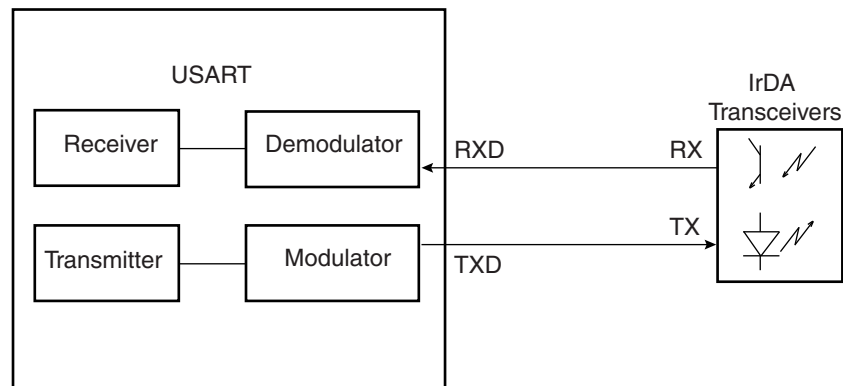 USART
IrDA
Transceivers
Receiver
Demodulator
RXD
RX
Transmitter
Modulator
TXD
TX